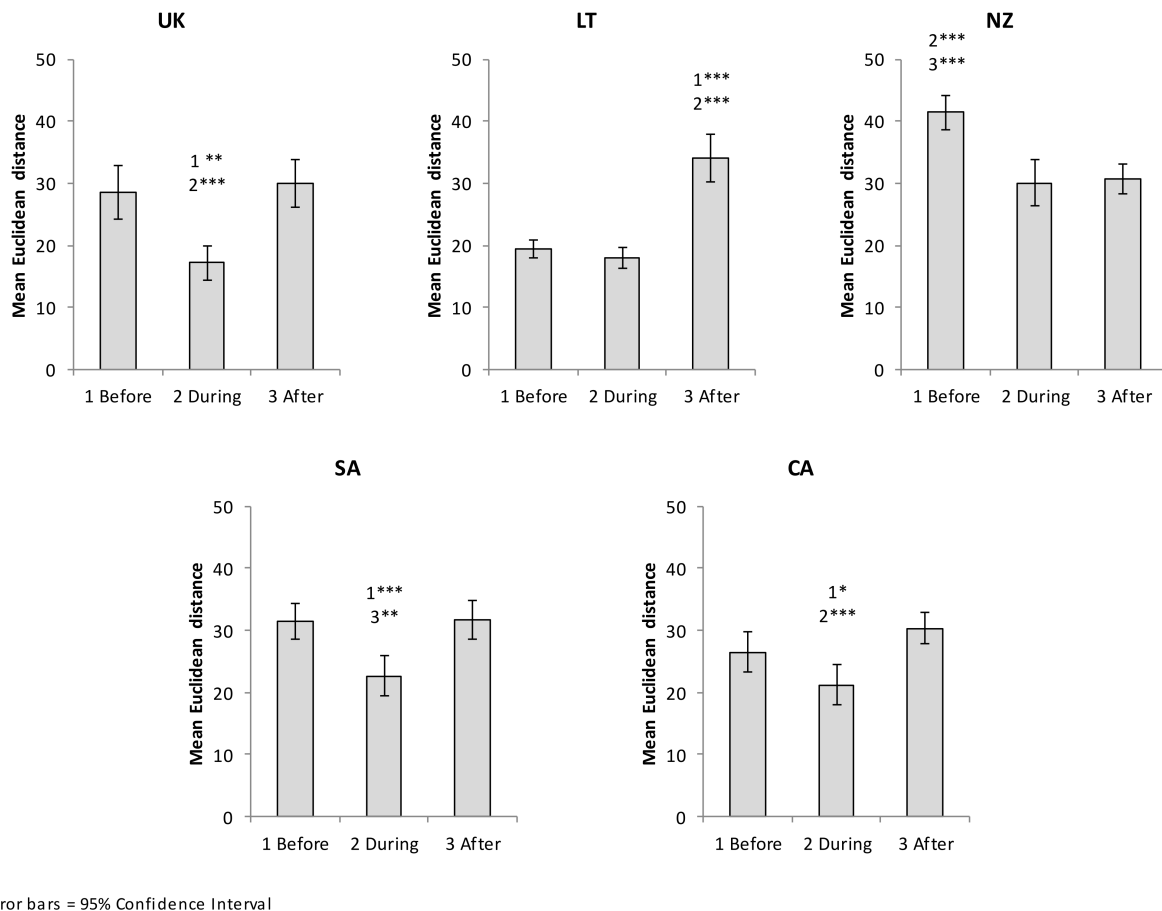 UK
50
40
30
20
10
0
Mean Euclidean distance
1 **
2***
1 Before 2 During 3 After
LT
50
40
30
20
10
0
Mean Euclidean distance
1***
2***
1 Before 2 During 3 After
NZ
50
40
30
20
10
0
Mean Euclidean distance
2***
3***
1 Before 2 During 3 After
SA
50
40
30
20
10
0
Mean Euclidean distance
1***
3**
1 Before 2 During 3 After
CA
50
40
30
20
10
0
Mean Euclidean distance
1*
2***
1 Before 2 During 3 After
ror bars = 95% Confidence Interval